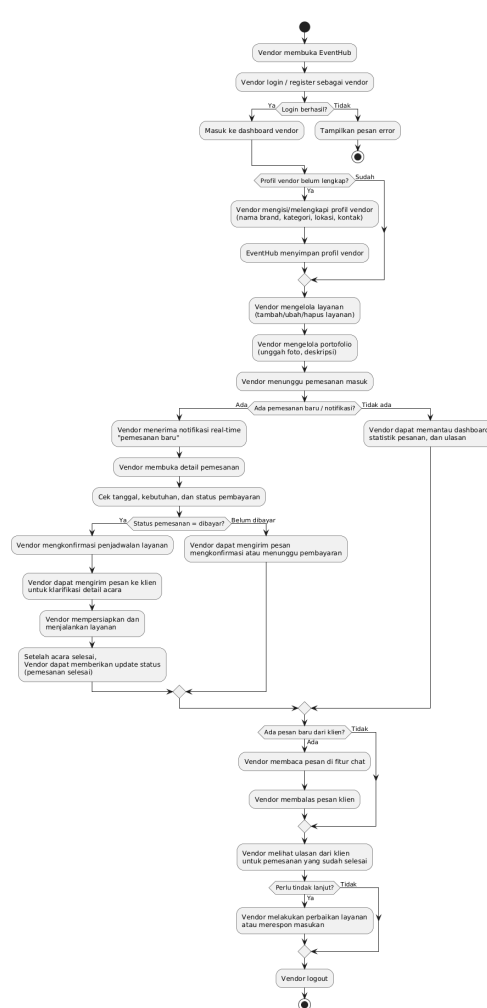 Vendor membuka EventHub
Vendor login / register sebagai vendor
Ya
Login berhasil?
Tidak
Masuk ke dashboard vendor
Tampilkan pesan error
Profil vendor belum lengkap?
Sudah
Ya
Vendor mengisi/melengkapi profil vendor
(nama brand, kategori, lokasi, kontak)
EventHub menyimpan profil vendor
Vendor mengelola layanan
(tambah/ubah/hapus layanan)
Vendor mengelola portofolio
(unggah foto, deskripsi)
Vendor menunggu pemesanan masuk
Ada
Ada pemesanan baru / notifikasi?
Tidak ada
Vendor menerima notifikasi real-time
"pemesanan baru"
Vendor dapat memantau dashboard
statistik pesanan, dan ulasan
Vendor membuka detail pemesanan
Cek tanggal, kebutuhan, dan status pembayaran
Ya
Status pemesanan = dibayar?
Belum dibayar
Vendor mengkonfirmasi penjadwalan layanan
Vendor dapat mengirim pesan
mengkonfirmasi atau menunggu pembayaran
Vendor dapat mengirim pesan ke klien
untuk klarifikasi detail acara
Vendor mempersiapkan dan
menjalankan layanan
Setelah acara selesai,
Vendor dapat memberikan update status
(pemesanan selesai)
Ada pesan baru dari klien?
Tidak
Ada
Vendor membaca pesan di fitur chat
Vendor membalas pesan klien
Vendor melihat ulasan dari klien
untuk pemesanan yang sudah selesai
Perlu tindak lanjut?
Tidak
Ya
Vendor melakukan perbaikan layanan
atau merespon masukan
Vendor logout